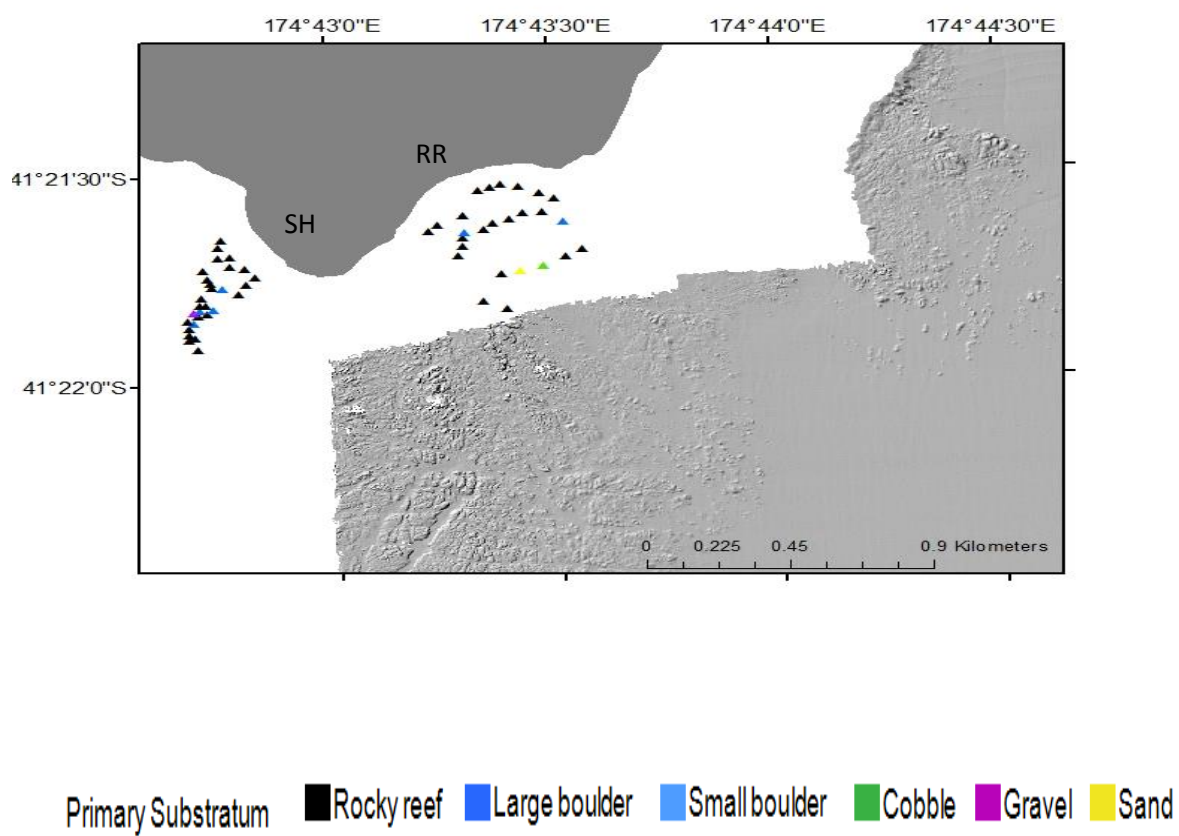 174°43'0"E 174°43'30"E 174°44'0"E 174°44'30"E
RR
41°21'30"S
SH
41°22'0"S
0 0.225 0.45 0.9 Kilometers
Primary Substratum Rocky reef Large boulder Small boulder Cobble Gravel Sand